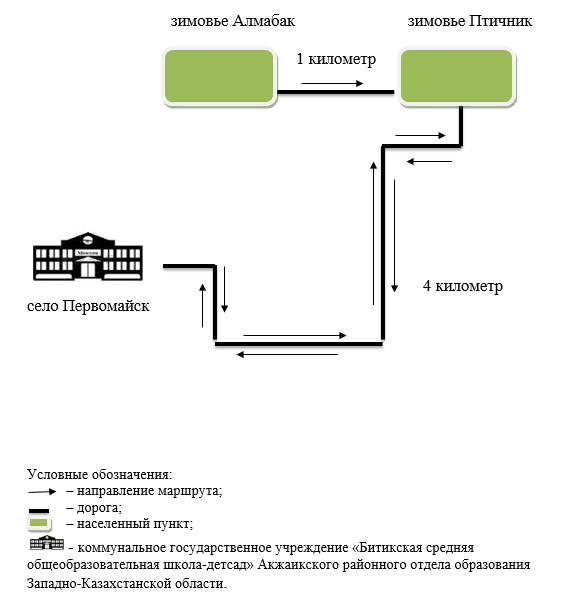 зимовье Алмабак
зимовье Птичник
1 километр
4 километр
село Первомайск
Условные обозначения:
– направление маршрута;
– дорога;
– населенный пункт;
- коммунальное государственное учреждение «Битикская средняя
общеобразовательная школа-детсад» Акжаикского районного отдела образования
Западно-Казахстанской области.